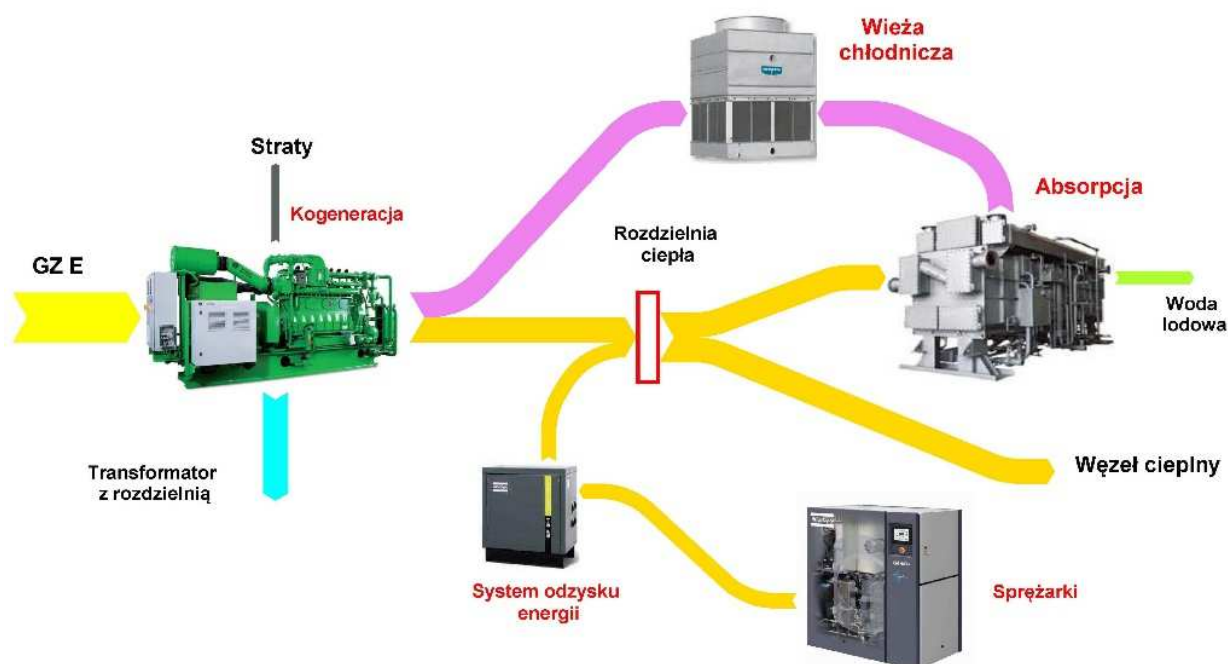 Wieża
chłodnicza
Straty
Kogeneracja
Absorpcja
Rozdzielnia
ciepła
GZ E
Woda
lodowa
Transformator
z rozdzielnią
Węzeł cieplny
System odzysku
energii
Sprężarki